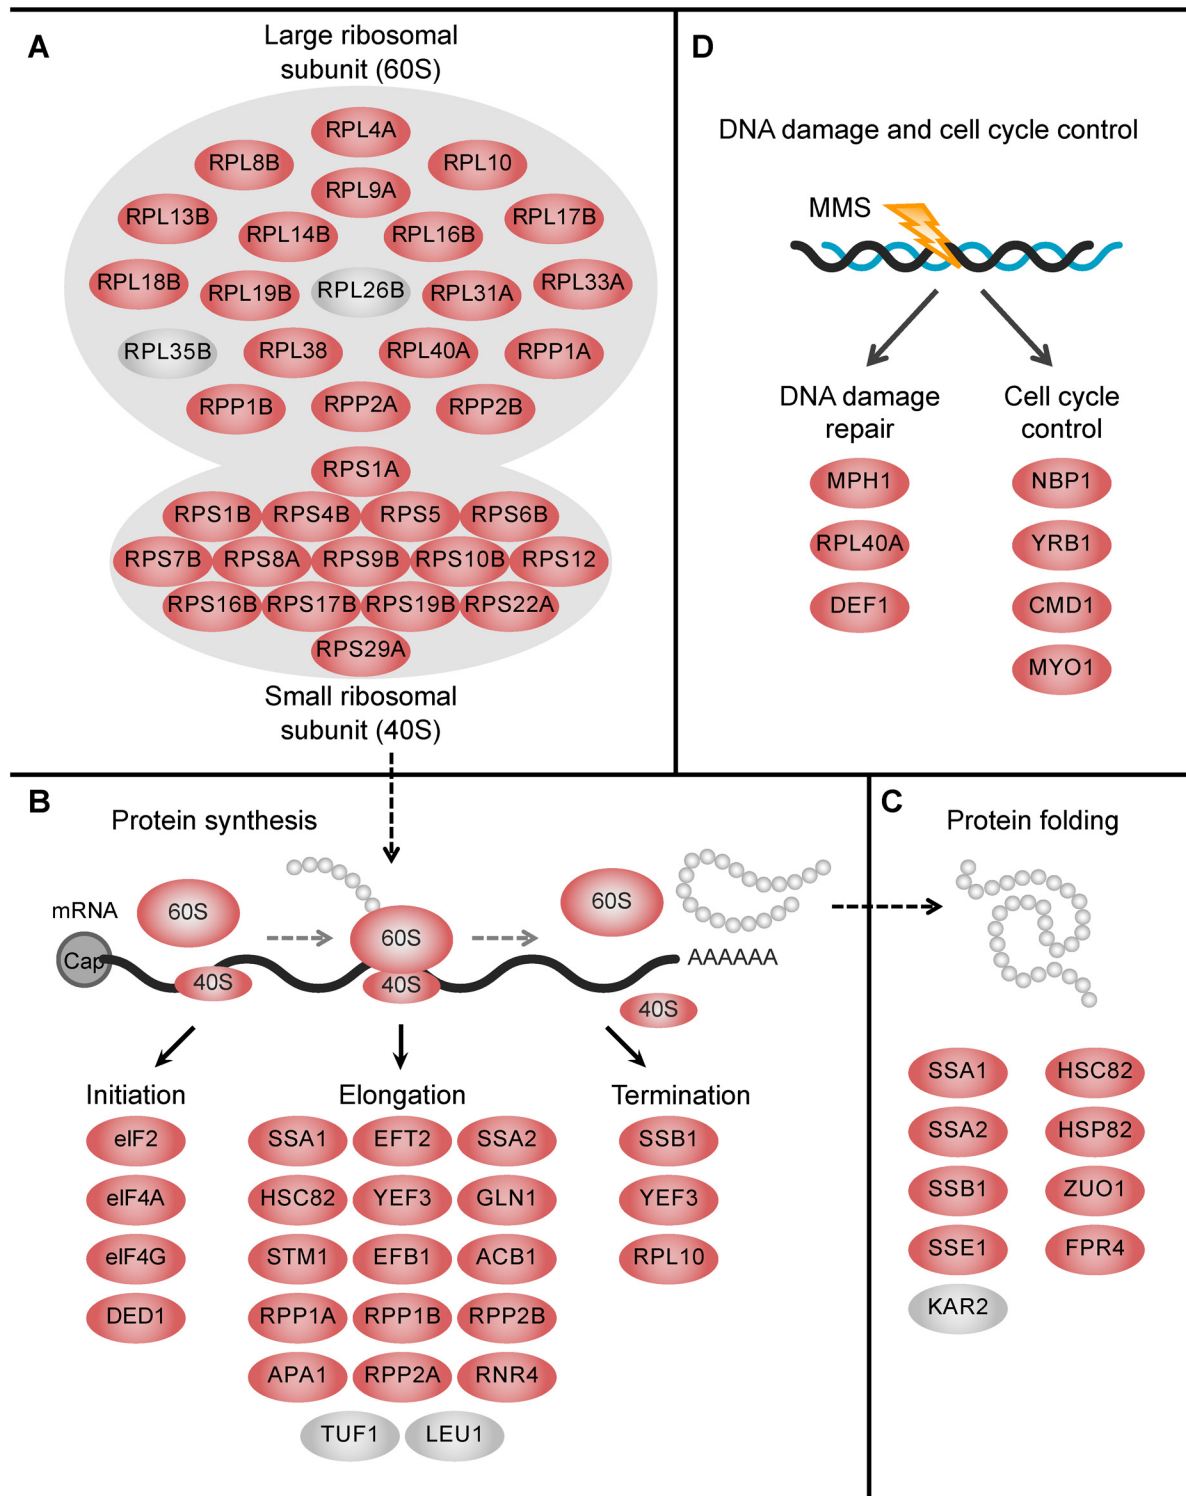 A
Large ribosomal
subunit (60S)
RPL4A
RPL8B
RPL10
RPL9A
RPL13B
RPL17B
RPL14B
RPL16B
RPL18B
RPL19B
RPL26B
RPL31A
RPL33A
RPL35B
RPL38
RPL40A
RPP1A
RPP1B
RPP2A
RPP2B
RPS1A
RPS1B RPS4B RPS5 RPS6B
RPS7B RPS8A RPS9B RPS10B RPS12
RPS16B RPS17B RPS19B RPS22A
RPS29A
Small ribosomal
subunit (40S)
D
DNA damage and cell cycle control
MMS
DNA damage
repair
MPH1
RPL40A
DEF1
Cell cycle
control
NBP1
YRB1
CMD1
MYO1
B
Protein synthesis
mRNA
Cap
60S
40S
60S
40S
60S
40S
AAAAAA
Initiation
eIF2
eIF4A
eIF4G
DED1
Elongation
SSA1 EFT2 SSA2
HSC82 YEF3 GLN1
STM1 EFB1 ACB1
RPP1A RPP1B RPP2B
APA1 RPP2A RNR4
TUF1 LEU1
Termination
SSB1
YEF3
RPL10
C
Protein folding
SSA1 HSC82
SSA2 HSP82
SSB1 ZUO1
SSE1 FPR4
KAR2